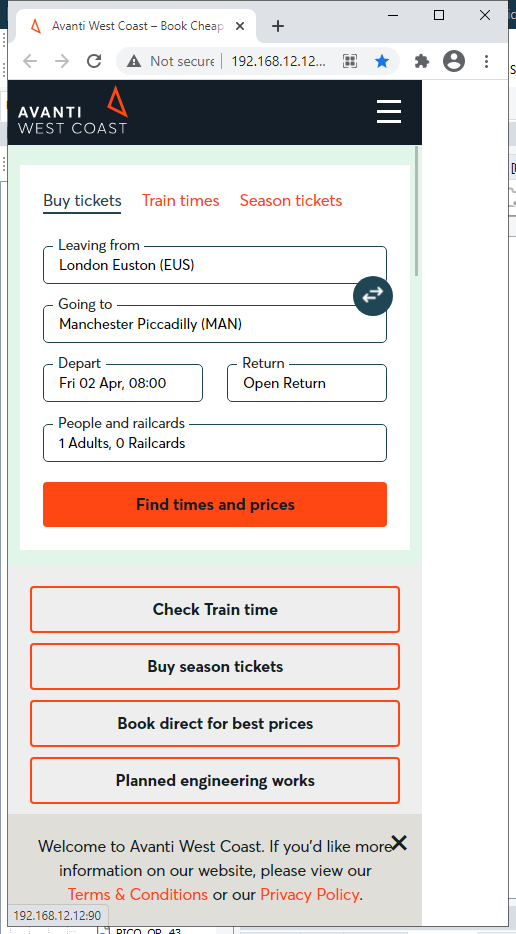 Avanti West Coast – Book Cheap
Not secure
192.168.12.12...
AVANTI
WEST COAST
Buy tickets
Train times
Season tickets
Leaving from
London Euston (EUS)
Going to
Manchester Piccadilly (MAN)
Depart
Return
Fri 02 Apr, 08:00
Open Return
People and railcards
1 Adults, 0 Railcards
Find times and prices
Check Train time
Buy season tickets
Book direct for best prices
Planned engineering works
Welcome to Avanti West Coast. If you'd like more
information on our website, please view our
Terms & Conditions or our Privacy Policy.
192.168.12.12:90